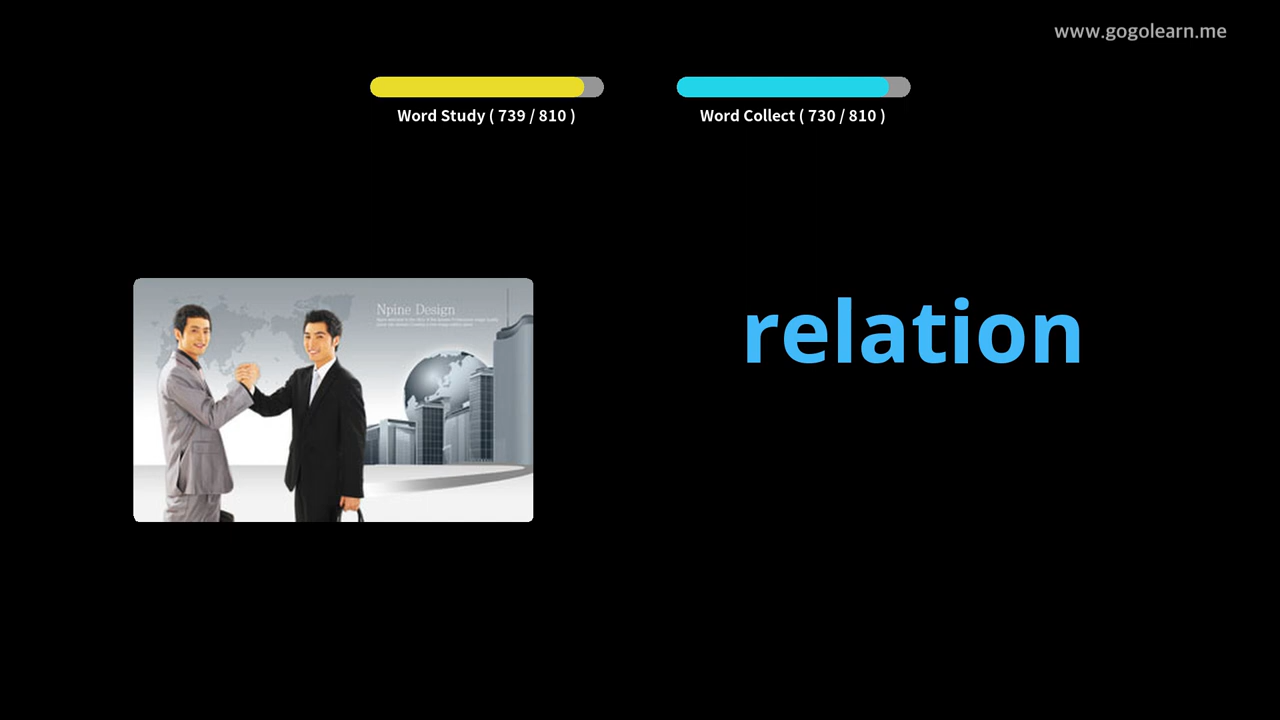 www.gogolearn.me
Word Study ( 739 / 810 )
Word Collect ( 730 / 810 )
Npine Design
relation